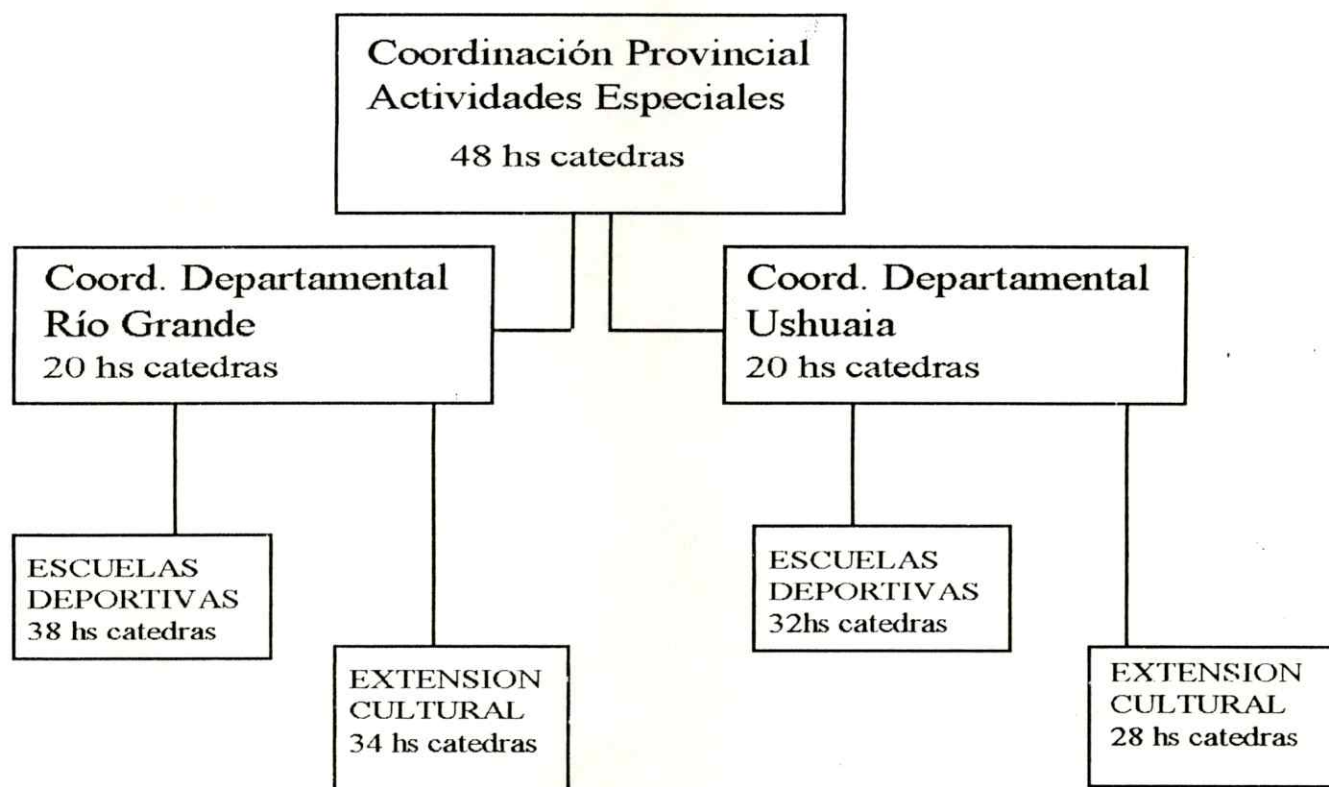 Coordinación Provincial
Actividades Especiales
48 hs catedras
Coord. Departamental
Río Grande
20 hs catedras
Coord. Departamental
Ushuaia
20 hs catedras
ESCUELAS
DEPORTIVAS
38 hs catedras
EXTENSION
CULTURAL
34 hs catedras
ESCUELAS
DEPORTIVAS
32hs catedras
EXTENSION
CULTURAL
28 hs catedras